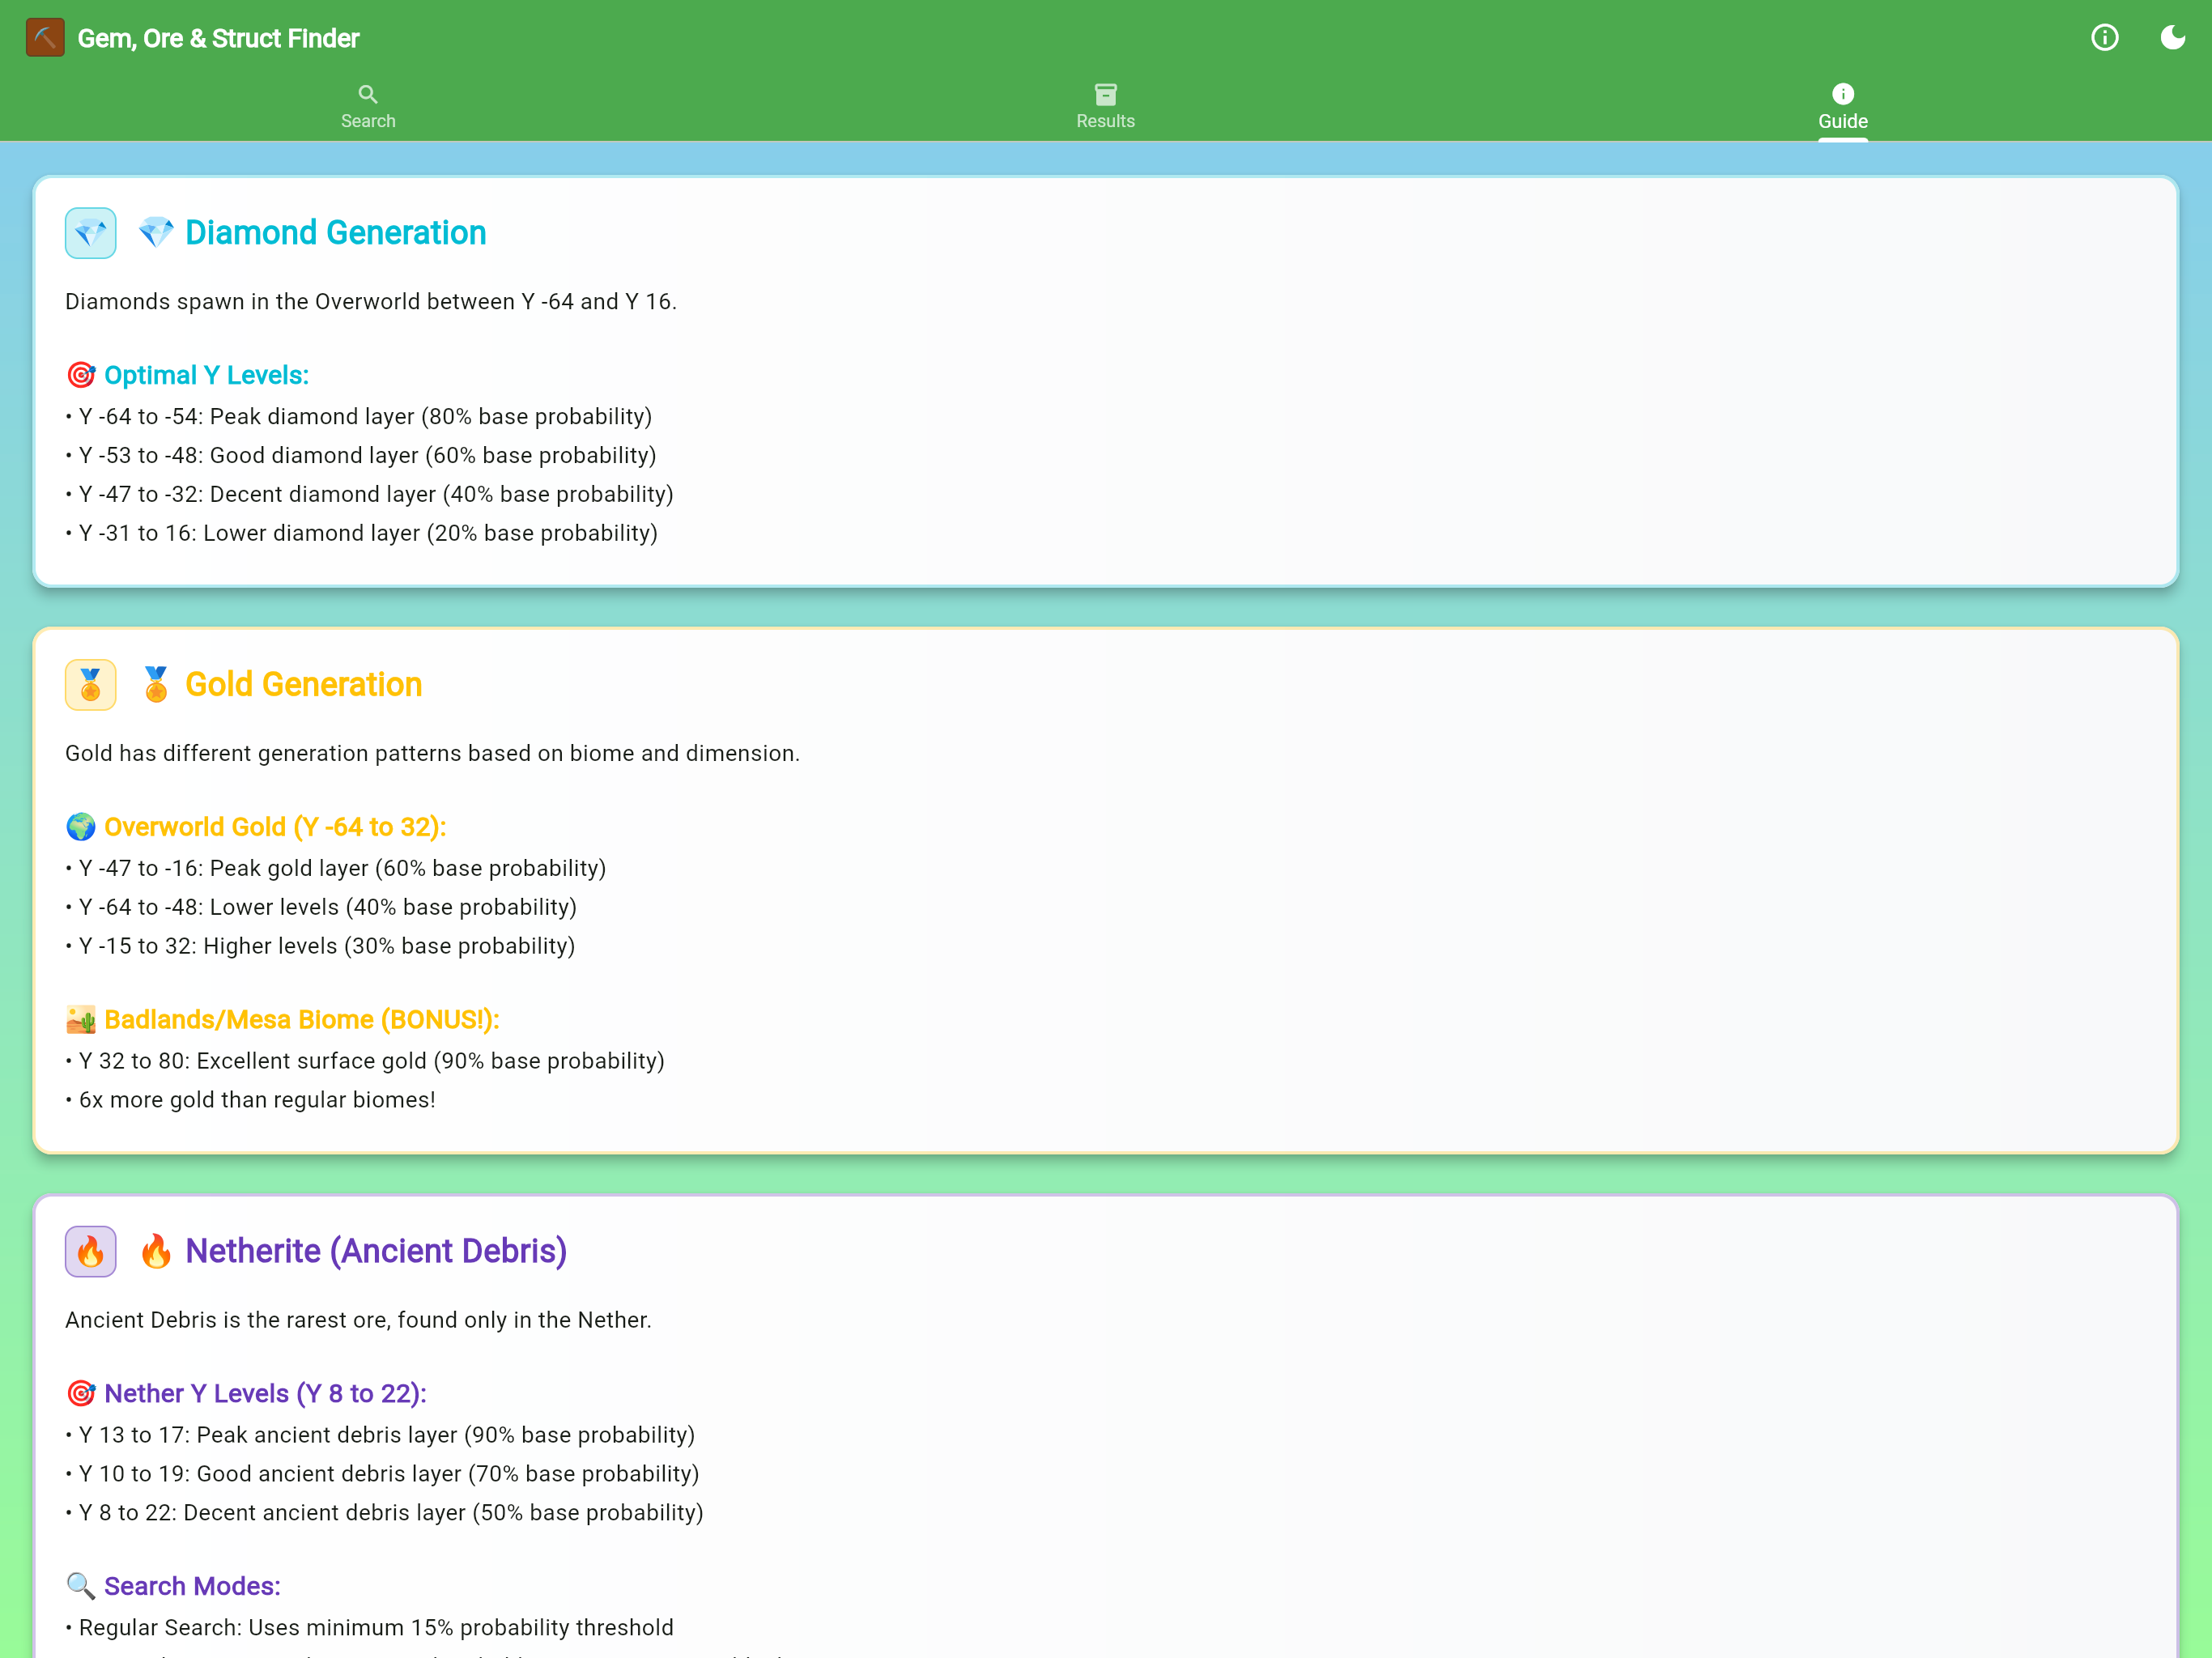 Gem, Ore & Struct Finder
Search
Results
Guide
💎 Diamond Generation
Diamonds spawn in the Overworld between Y -64 and Y 16.
🎯 Optimal Y Levels:
• Y -64 to -54: Peak diamond layer (80% base probability)
• Y -53 to -48: Good diamond layer (60% base probability)
• Y -47 to -32: Decent diamond layer (40% base probability)
• Y -31 to 16: Lower diamond layer (20% base probability)
🏅 Gold Generation
Gold has different generation patterns based on biome and dimension.
🌍 Overworld Gold (Y -64 to 32):
• Y -47 to -16: Peak gold layer (60% base probability)
• Y -64 to -48: Lower levels (40% base probability)
• Y -15 to 32: Higher levels (30% base probability)
🏜️ Badlands/Mesa Biome (BONUS!):
• Y 32 to 80: Excellent surface gold (90% base probability)
• 6x more gold than regular biomes!
🔥 Netherite (Ancient Debris)
Ancient Debris is the rarest ore, found only in the Nether.
🎯 Nether Y Levels (Y 8 to 22):
• Y 13 to 17: Peak ancient debris layer (90% base probability)
• Y 10 to 19: Good ancient debris layer (70% base probability)
• Y 8 to 22: Decent ancient debris layer (50% base probability)
🔍 Search Modes:
• Regular Search: Uses minimum 15% probability threshold